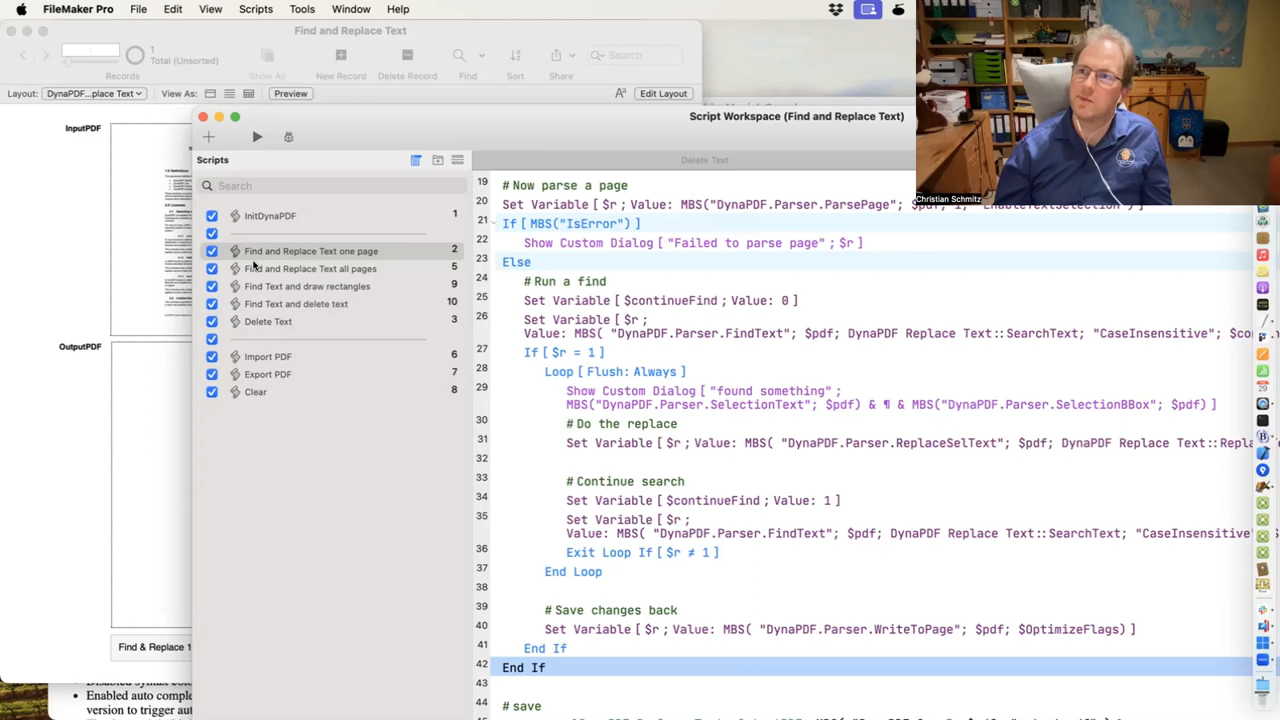 FileMaker Pro File Edit View Scripts Tools Window Help
Find and Replace Text
1
Total (Unsorted)
Search
Records Show All New Record Delete Record Find Sort Share
Layout: DynaPDF...place Text View As: Preview Edit Layout
InputPDF
OutputPDF
Find & Replace 1
Enabled auto comple
version to trigger aut
Script Workspace (Find and Replace Text)
Scripts
Delete Text
Search
InitDynaPDF 1
Find and Replace Text one page 2
Find and Replace Text all pages 5
Find Text and draw rectangles 9
Find Text and delete text 10
Delete Text 3
Import PDF 6
Export PDF 7
Clear 8
19 # Now parse a page
20 Set Variable [ $r ; Value: MBS("DynaPDF.Parser.ParsePage"; $pdf; 1; "EnableTextSelection")
21 If [ MBS("IsError") ]
22 Show Custom Dialog [ "Failed to parse page" ; $r ]
23 Else
24 # Run a find
25 Set Variable [ $continueFind ; Value: 0 ]
26 Set Variable [ $r ;
Value: MBS( "DynaPDF.Parser.FindText"; $pdf; DynaPDF Replace Text::SearchText; "CaseInsensitive"; $co
27 If [ $r = 1 ]
28 Loop [ Flush: Always ]
29 Show Custom Dialog [ "found something" ;
MBS("DynaPDF.Parser.SelectionText"; $pdf) & ¶ & MBS("DynaPDF.Parser.SelectionBBox"; $pdf) ]
30 # Do the replace
31 Set Variable [ $r ; Value: MBS( "DynaPDF.Parser.ReplaceSelText"; $pdf; DynaPDF Replace Text::Repl
32
33 # Continue search
34 Set Variable [ $continueFind ; Value: 1 ]
35 Set Variable [ $r ;
Value: MBS( "DynaPDF.Parser.FindText"; $pdf; DynaPDF Replace Text::SearchText; "CaseInsensitive"
36 Exit Loop If [ $r ≠ 1 ]
37 End Loop
38
39 # Save changes back
40 Set Variable [ $r ; Value: MBS( "DynaPDF.Parser.WriteToPage"; $pdf; $OptimizeFlags) ]
41 End If
42 End If
43
44 # save
Christian Schmitz